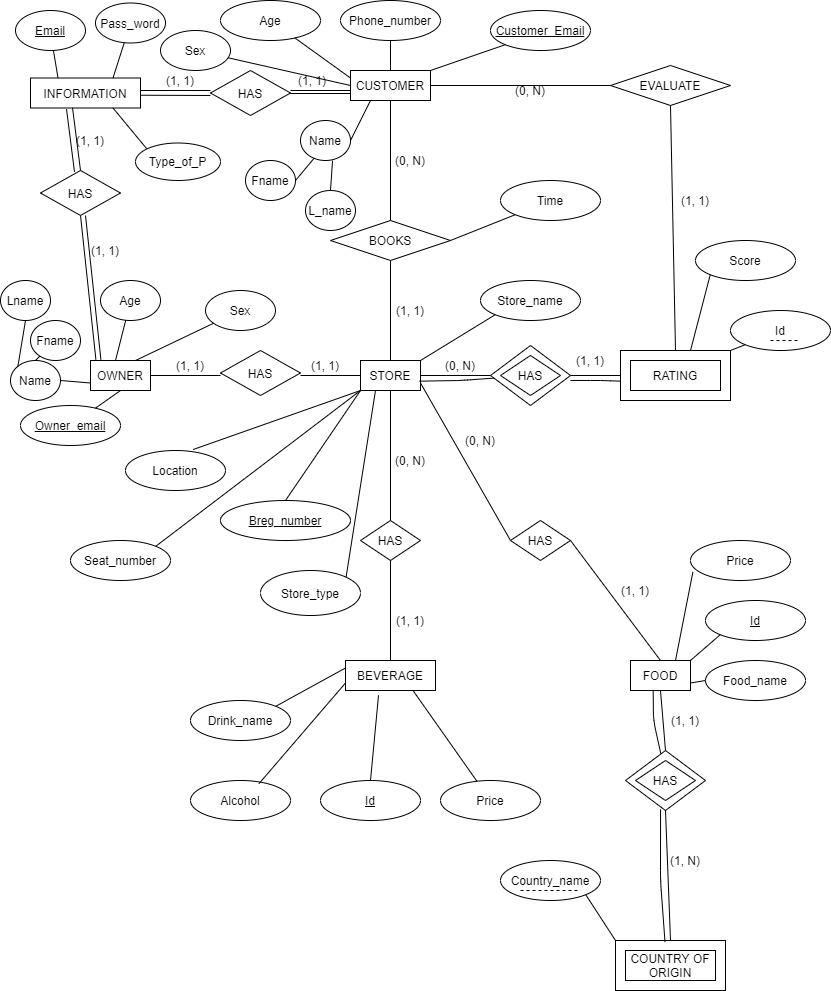 Email
Pass_word
Age
Phone_number
Customer_Email
Sex
INFORMATION
(1, 1)
HAS
(1, 1)
CUSTOMER
(0, N)
EVALUATE
(1, 1)
Type_of_P
Name
(0, N)
Fname
HAS
L_name
Time
(1, 1)
(1, 1)
BOOKS
Score
Lname
Age
Sex
(1, 1)
Store_name
Id
Fname
Name
OWNER
(1, 1)
HAS
(1, 1)
STORE
(0, N)
HAS
(1, 1)
RATING
Owner_email
(0, N)
Location
(0, N)
Breg_number
Seat_number
HAS
HAS
Price
Store_type
(1, 1)
(1, 1)
Id
BEVERAGE
FOOD
Food_name
Drink_name
(1, 1)
Alcohol
Id
Price
HAS
(1, N)
Country_name
COUNTRY OF
ORIGIN